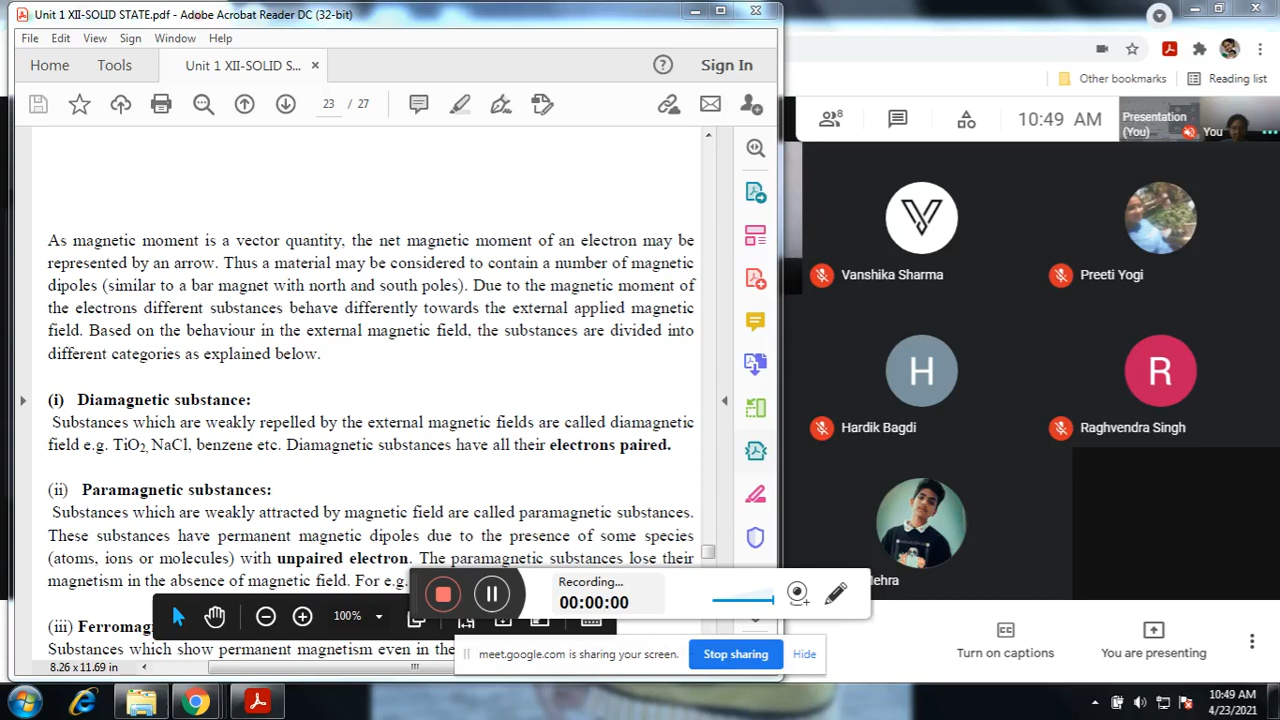 Unit 1 XII-SOLID STATE.pdf - Adobe Acrobat Reader DC (32-bit)
File Edit View Sign Window Help
Home Tools Unit 1 XII-SOLID S... × Sign In
23 / 27
As magnetic moment is a vector quantity, the net magnetic moment of an electron may be
represented by an arrow. Thus a material may be considered to contain a number of magnetic
dipoles (similar to a bar magnet with north and south poles). Due to the magnetic moment of
the electrons different substances behave differently towards the external applied magnetic
field. Based on the behaviour in the external magnetic field, the substances are divided into
different categories as explained below.
(i) Diamagnetic substance:
Substances which are weakly repelled by the external magnetic fields are called diamagnetic
field e.g. TiO2, NaCl, benzene etc. Diamagnetic substances have all their electrons paired.
(ii) Paramagnetic substances:
Substances which are weakly attracted by magnetic field are called paramagnetic substances.
These substances have permanent magnetic dipoles due to the presence of some species
(atoms, ions or molecules) with unpaired electron. The paramagnetic substances lose their
magnetism in the absence of magnetic field. For e.g.
(iii) Ferromag
Substances which show permanent magnetism even in the
100%
8.26 x 11.69 in
Recording...
00:00:00
meet.google.com is sharing your screen. Stop sharing Hide
Other bookmarks Reading list
8
10:49 AM
Presentation
(You)
You
Vanshika Sharma
Preeti Yogi
H
Hardik Bagdi
R
Raghvendra Singh
ehra
CC
Turn on captions
You are presenting
10:49 AM
4/23/2021